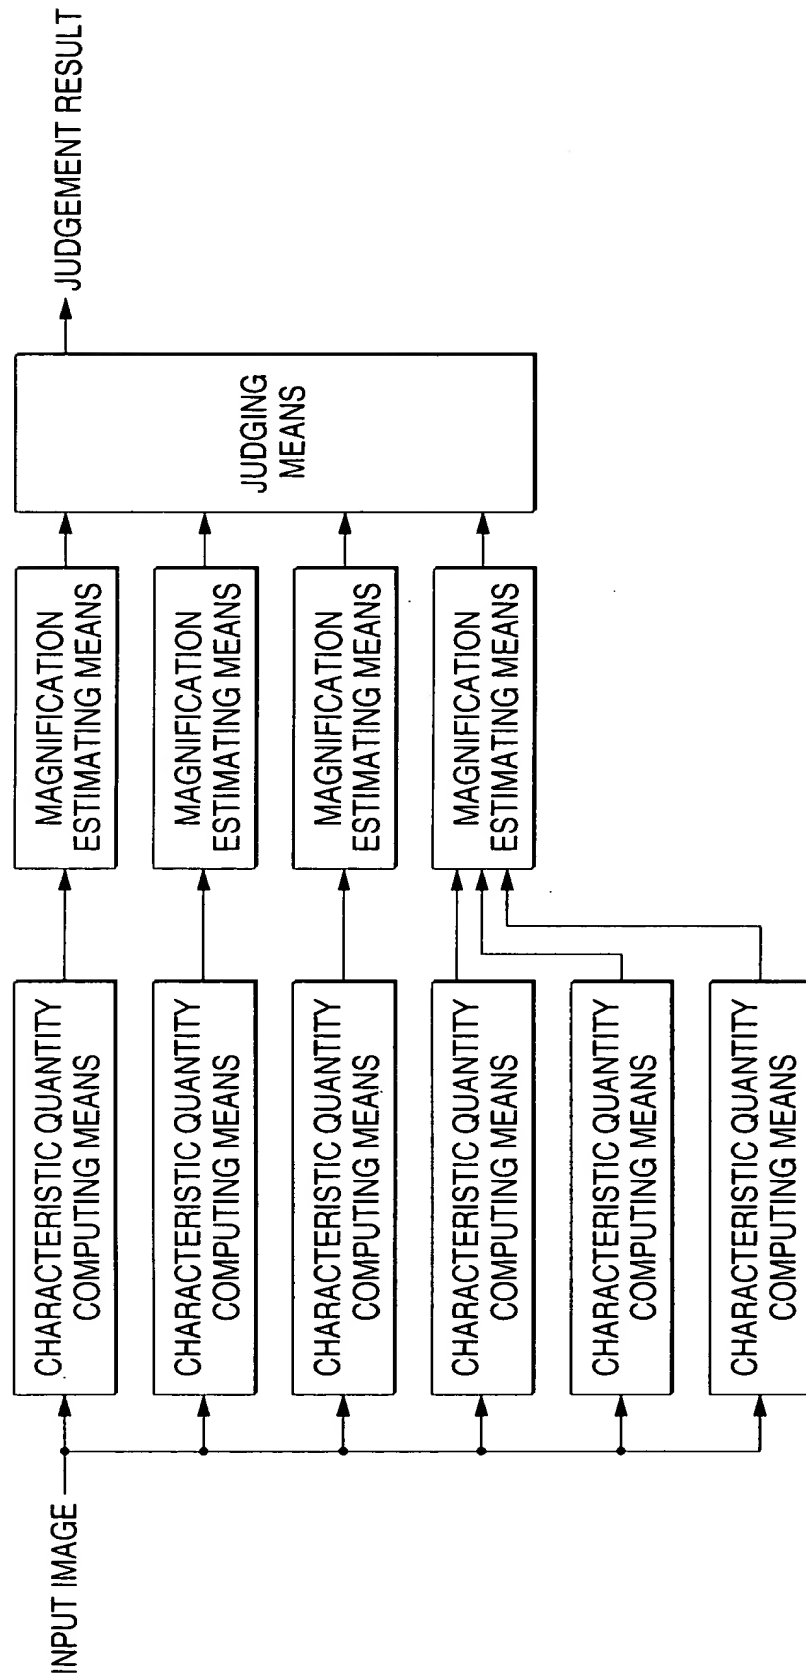 INPUT IMAGE
CHARACTERISTIC QUANTITY
COMPUTING MEANS
CHARACTERISTIC QUANTITY
COMPUTING MEANS
CHARACTERISTIC QUANTITY
COMPUTING MEANS
CHARACTERISTIC QUANTITY
COMPUTING MEANS
CHARACTERISTIC QUANTITY
COMPUTING MEANS
CHARACTERISTIC QUANTITY
COMPUTING MEANS
MAGNIFICATION
ESTIMATING MEANS
MAGNIFICATION
ESTIMATING MEANS
MAGNIFICATION
ESTIMATING MEANS
MAGNIFICATION
ESTIMATING MEANS
JUDGING
MEANS
JUDGEMENT RESULT